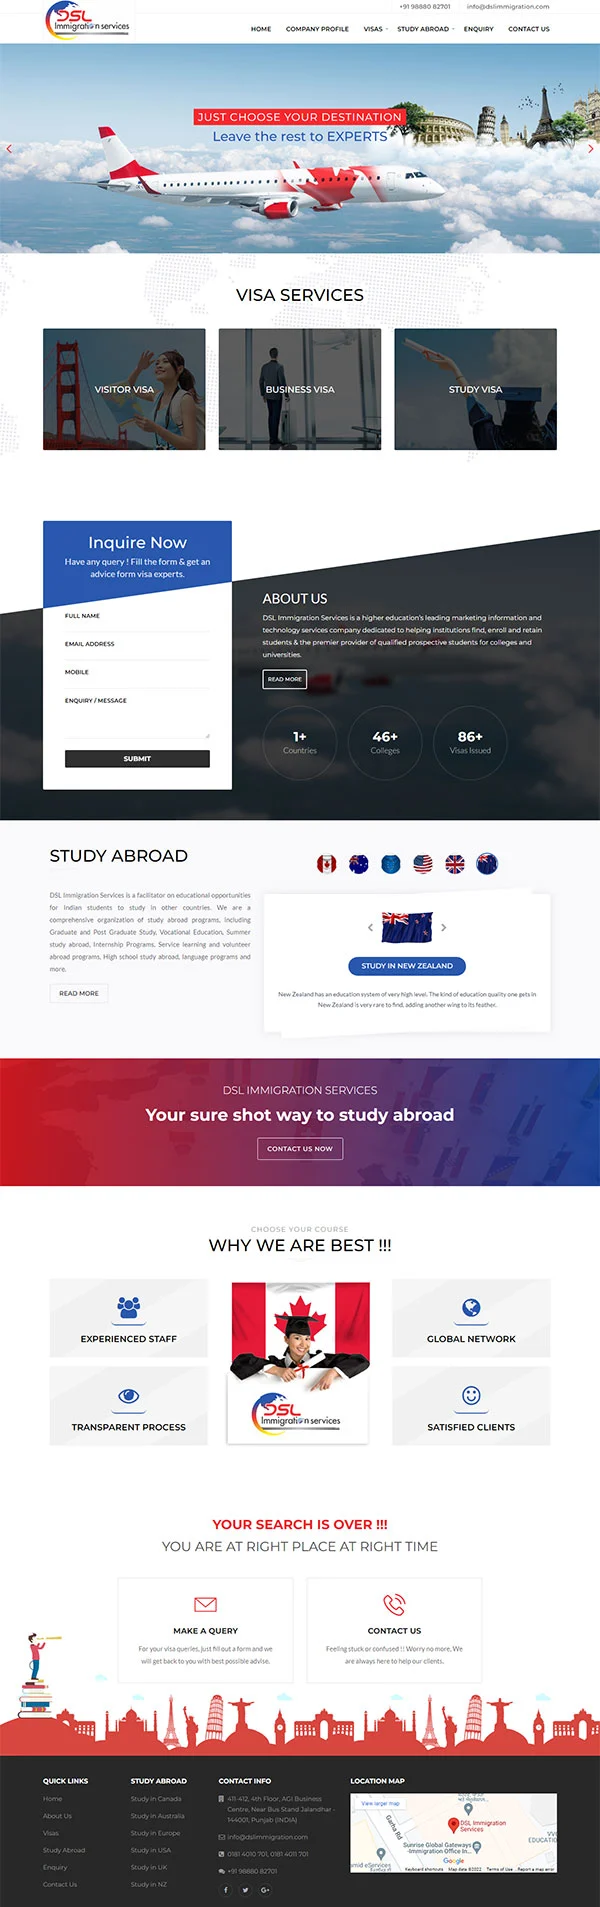 +91 98880 82701
info@dslimmigration.com
DSL
Immigration services
HOME
COMPANY PROFILE
VISAS
STUDY ABROAD
ENQUIRY
CONTACT US
JUST CHOOSE YOUR DESTINATION
Leave the rest to EXPERTS
VISA SERVICES
VISITOR VISA
BUSINESS VISA
STUDY VISA
Inquire Now
Have any query ! Fill the form & get an
advice form visa experts.
FULL NAME
EMAIL ADDRESS
MOBILE
ENQUIRY / MESSAGE
SUBMIT
ABOUT US
DSL Immigration Services is a higher education's leading marketing information and
technology services company dedicated to helping institutions find, enroll and retain
students & the premier provider of qualified prospective students for colleges and
universities.
READ MORE
1+
Countries
46+
Colleges
86+
Visas Issued
STUDY ABROAD
DSL Immigration Services is a facilitator on educational opportunities
for Indian students to study in other countries. We are a
comprehensive organization of study abroad programs, including
Graduate and Post Graduate Study, Vocational Education, Summer
study abroad, Internship Programs. Service learning and volunteer
abroad programs, High school study abroad, language programs and
more.
READ MORE
STUDY IN NEW ZEALAND
New Zealand has an education system of very high level. The kind of education quality one gets in
New Zealand is very rare to find, adding another wing to its feather.
DSL IMMIGRATION SERVICES
Your sure shot way to study abroad
CONTACT US NOW
CHOOSE YOUR COURSE
WHY WE ARE BEST !!!
EXPERIENCED STAFF
GLOBAL NETWORK
TRANSPARENT PROCESS
DSL
Immigration services
SATISFIED CLIENTS
YOUR SEARCH IS OVER !!!
YOU ARE AT RIGHT PLACE AT RIGHT TIME
MAKE A QUERY
For your visa queries, just fill out a form and we
will get back to you with best possible advise.
CONTACT US
Feeling stuck or confused !! Worry no more, We
are always here to help our clients.
QUICK LINKS
Home
About Us
Visas
Study Abroad
Enquiry
Contact Us
STUDY ABROAD
Study in Canada
Study in Australia
Study in Europe
Study in USA
Study in UK
Study in NZ
CONTACT INFO
411-412, 4th Floor, AGI Business
Centre, Near Bus Stand Jalandhar -
144001, Punjab (INDIA)
info@dslimmigration.com
0181 4010 701, 0181 4011 701
+91 98880 82701
LOCATION MAP
View larger map
DSL Immigration
Services
Garha Rd
Sunrise Global Gateways
-Immigration Office In...
EDUCATION
Google
Keyboard shortcuts
Map data ©2022
Terms of Use
Report a map error